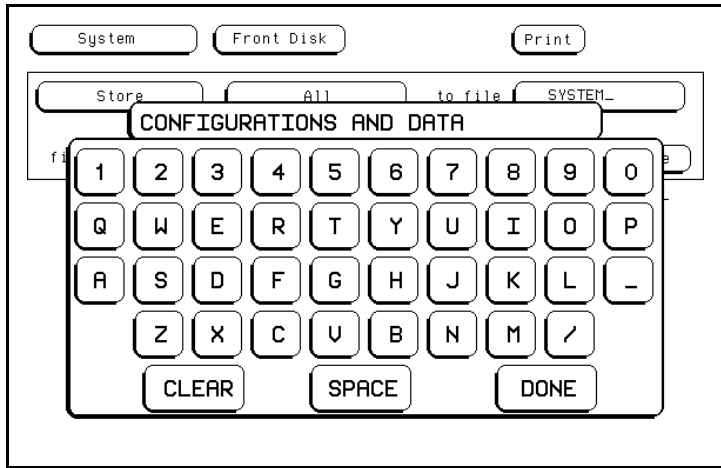 System Front Disk Print
Store All to file SYSTEM_
CONFIGURATIONS AND DATA
fi e
1 2 3 4 5 6 7 8 9 0
Q W E R T Y U I O P
A S D F G H J K L _
Z X C V B N M /
CLEAR SPACE DONE